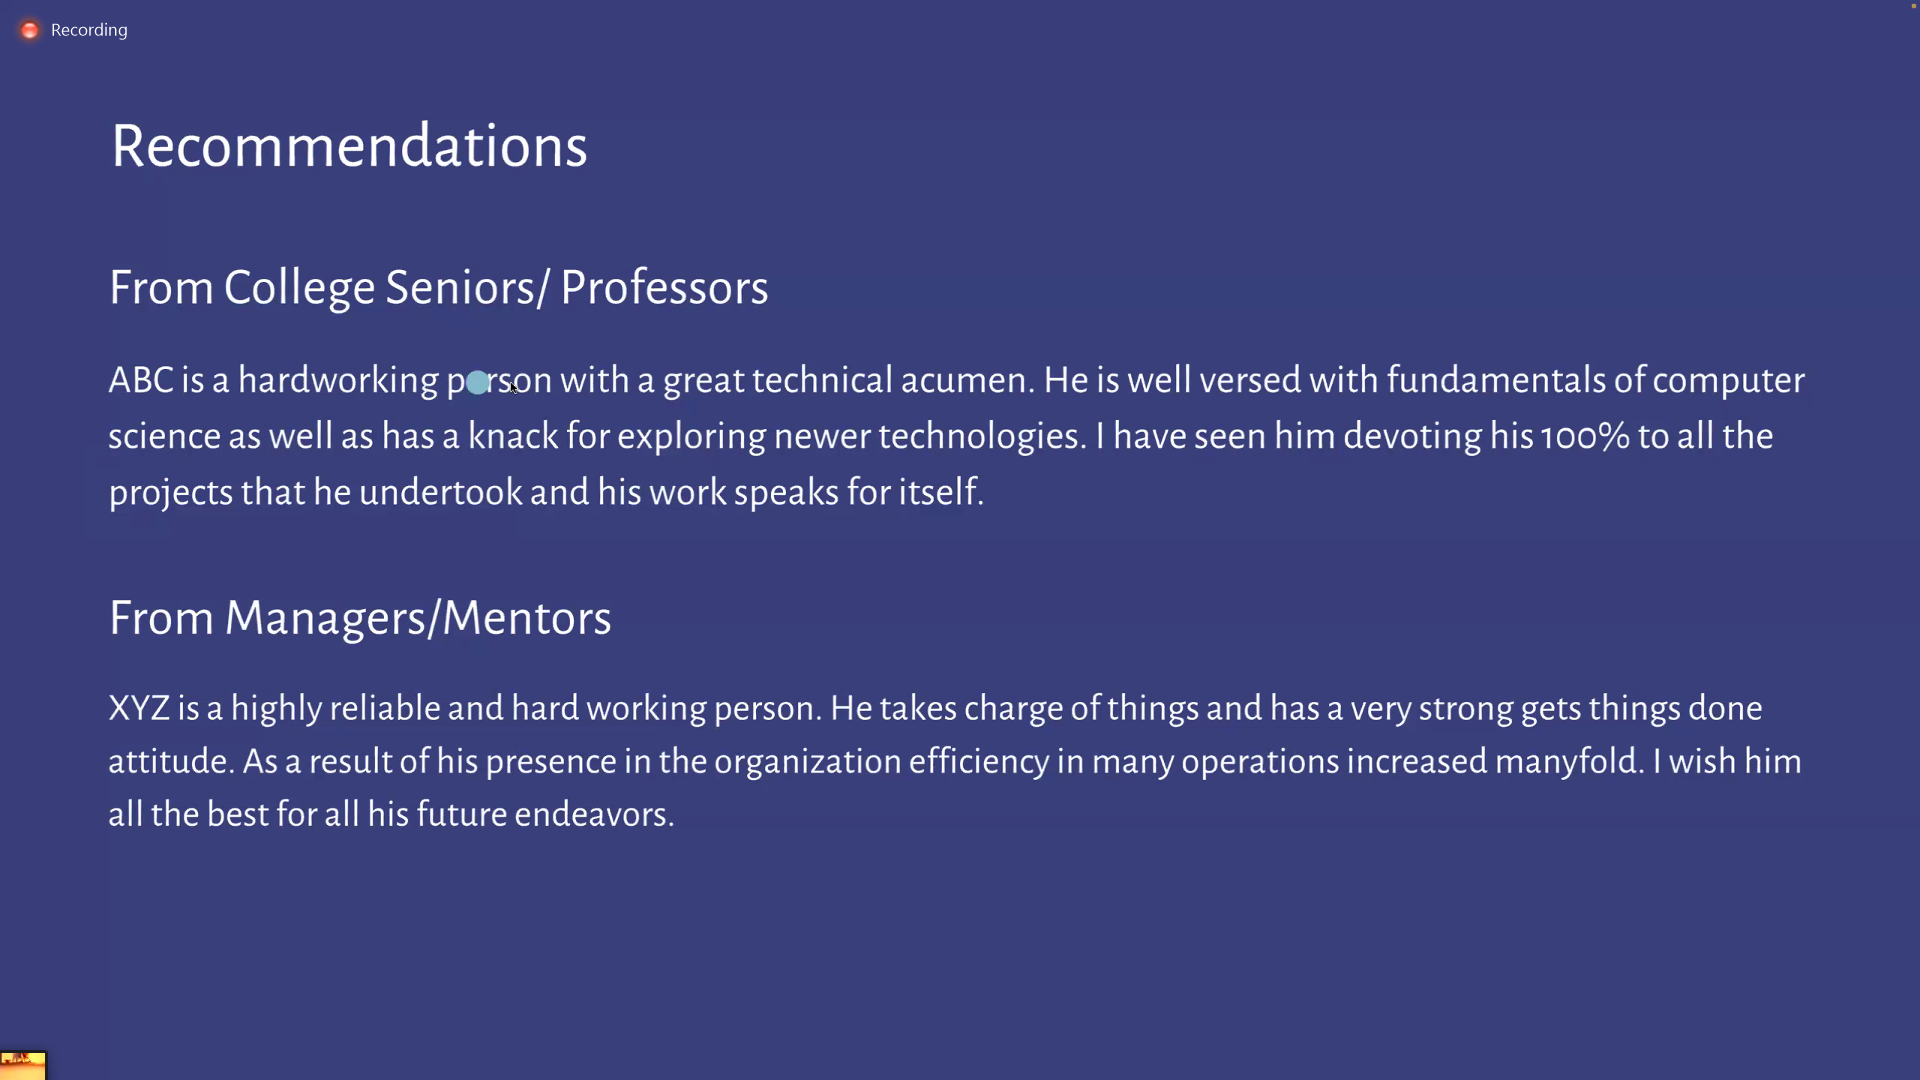 Recording
Recommendations
From College Seniors/ Professors
ABC is a hardworking person with a great technical acumen. He is well versed with fundamentals of computer
science as well as has a knack for exploring newer technologies. I have seen him devoting his 100% to all the
projects that he undertook and his work speaks for itself.
From Managers/Mentors
XYZ is a highly reliable and hard working person. He takes charge of things and has a very strong gets things done
attitude. As a result of his presence in the organization efficiency in many operations increased manyfold. I wish him
all the best for all his future endeavors.